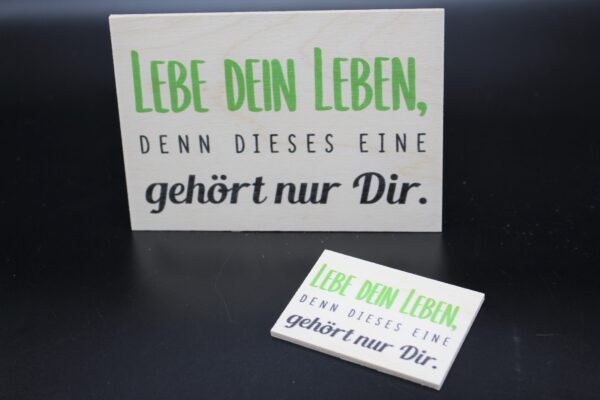 LEBE DEIN LEBEN,
DENN DIESES EINE
gehört nur Dir.
LEBE DEIN LEBEN,
DENN DIESES EINE
gehört nur Dir.